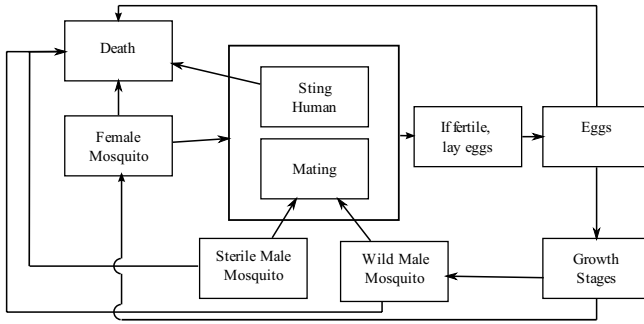 Death
Sting
Human
Female
Mosquito
If fertile,
lay eggs
Eggs
Mating
Sterile Male
Mosquito
Wild Male
Mosquito
Growth
Stages